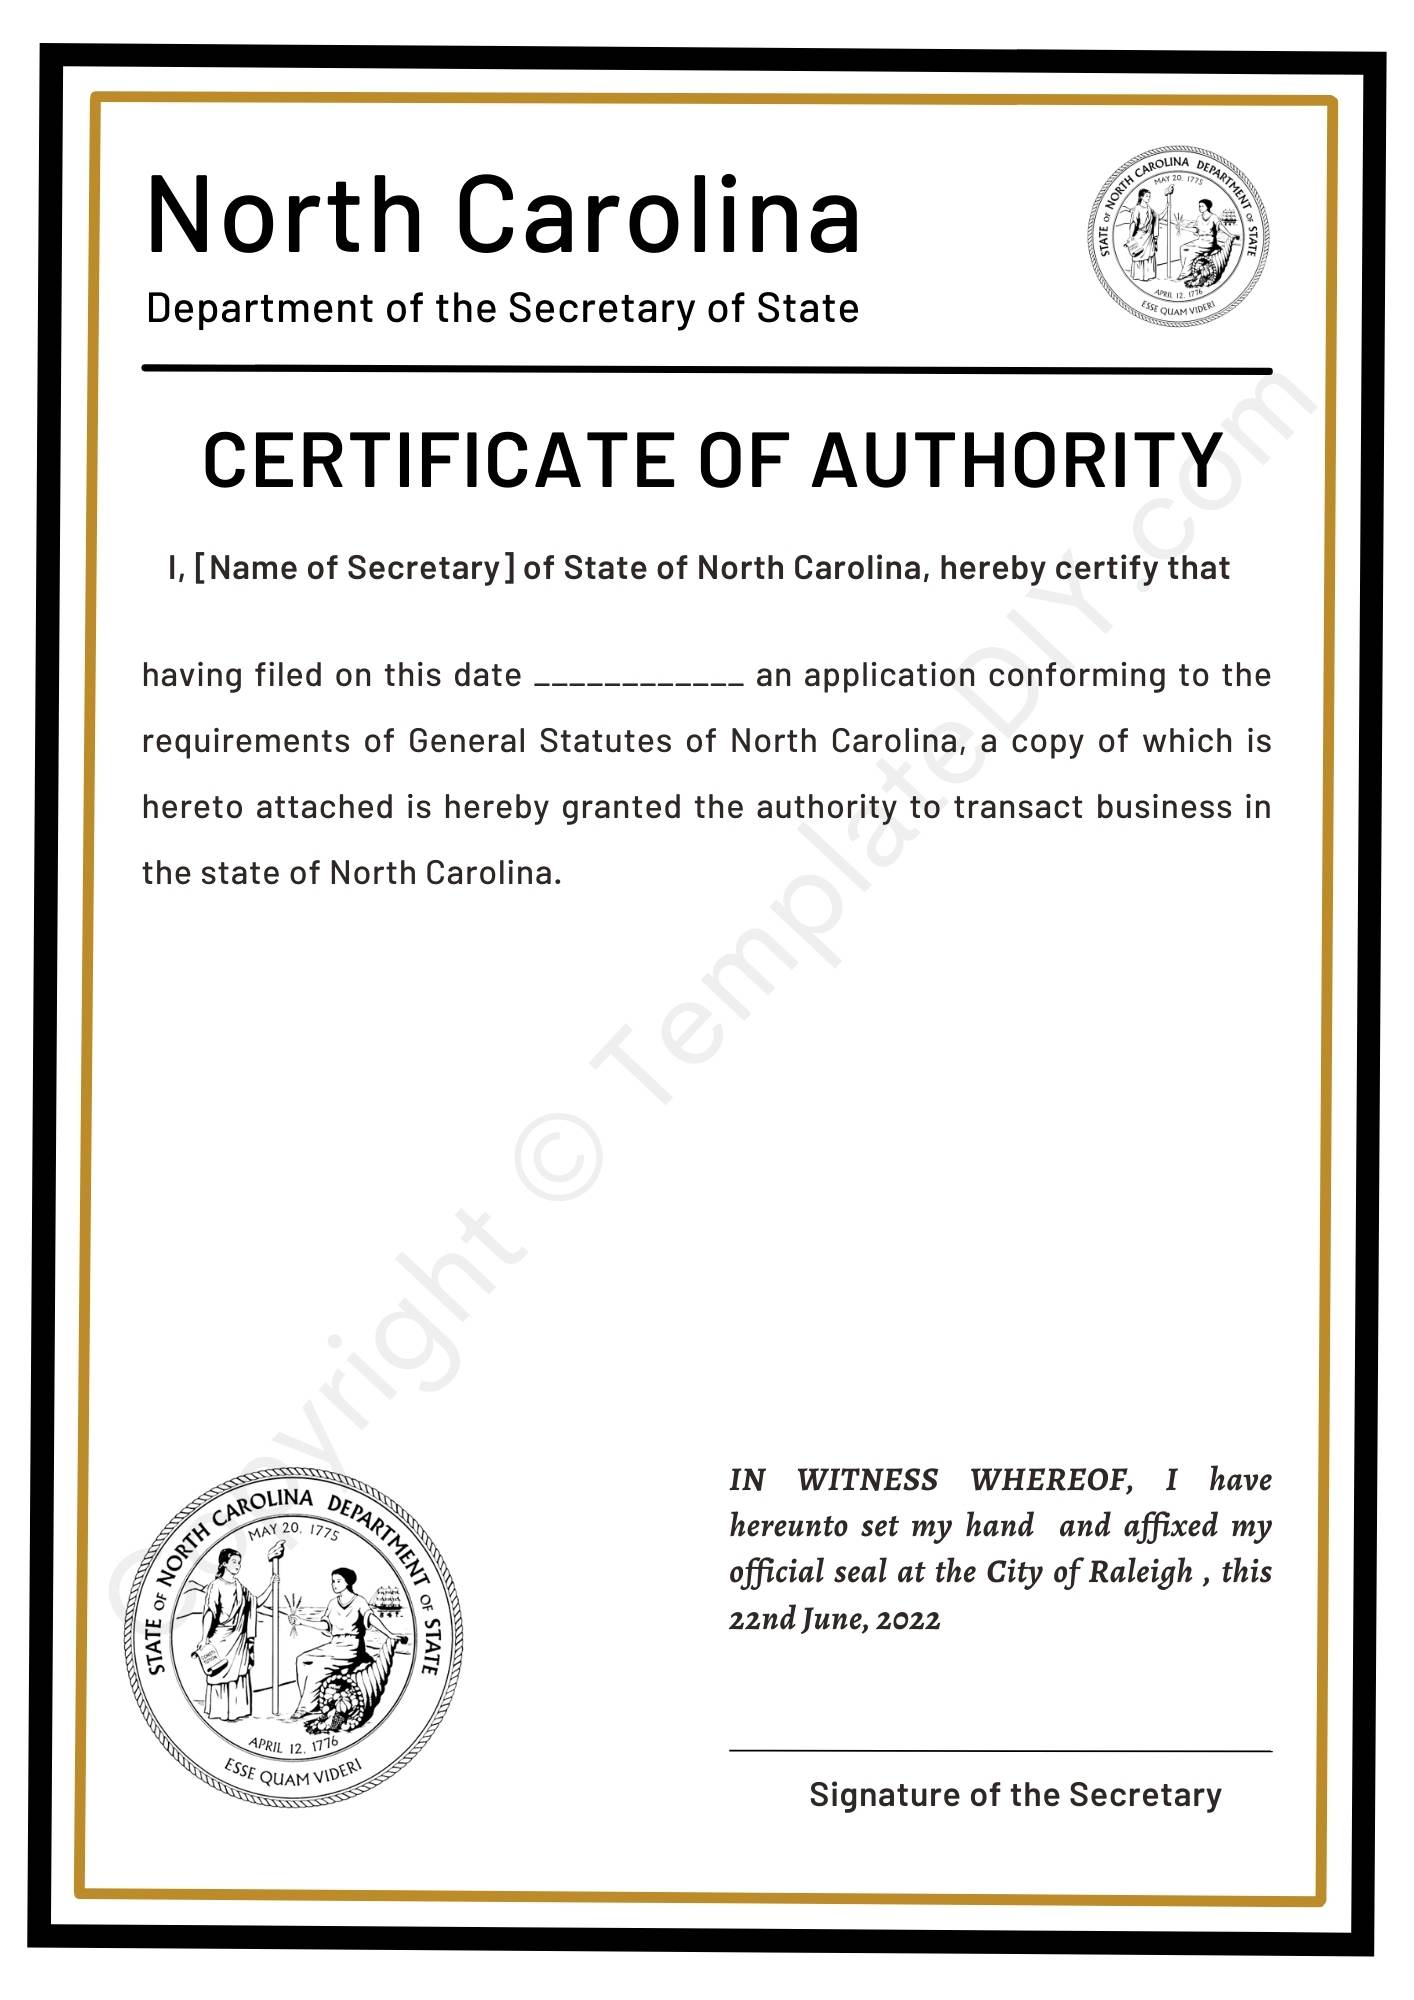 North Carolina
Department of the Secretary of State
STATE OF NORTH CAROLINA DEPARTMENT OF STATE
MAY 20, 1775
APRIL 12, 1776
ESSE QUAM VIDERI
CERTIFICATE OF AUTHORITY
I, [Name of Secretary] of State of North Carolina, hereby certify that
having filed on this date ____________ an application conforming to the
requirements of General Statutes of North Carolina, a copy of which is
hereto attached is hereby granted the authority to transact business in
the state of North Carolina.
Copyright © TemplateDIY.com
IN WITNESS WHEREOF, I have
hereunto set my hand and affixed my
official seal at the City of Raleigh , this
22nd June, 2022
STATE OF NORTH CAROLINA DEPARTMENT OF STATE
MAY 20, 1775
APRIL 12, 1776
ESSE QUAM VIDERI
Signature of the Secretary